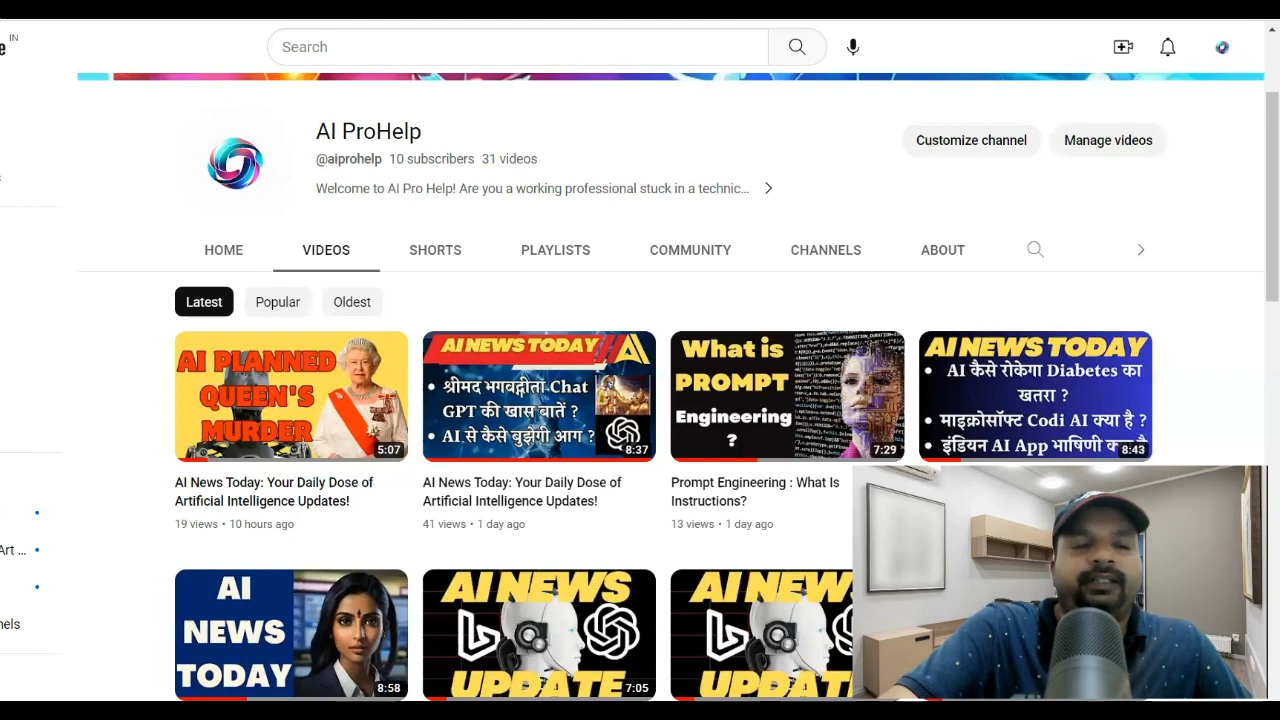 IN
e
Search
AI ProHelp
@aiprohelp 10 subscribers 31 videos
Welcome to AI Pro Help! Are you a working professional stuck in a technic...
Customize channel
Manage videos
HOME
VIDEOS
SHORTS
PLAYLISTS
COMMUNITY
CHANNELS
ABOUT
Latest
Popular
Oldest
AI PLANNED
QUEEN'S
MURDER
5:07
AI NEWS TODAY
• श्रीमद भगवद्गीता Chat
GPT की खास बातें ?
• AI से कैसे बुझेगी आग ?
8:37
What is
PROMPT
Engineering
?
7:29
AI NEWS TODAY
• AI कैसे रोकेगा Diabetes का
खतरा ?
• माइक्रोसॉफ्ट Codi AI क्या है ?
• इंडियन AI App भाषिणी
8:43
AI News Today: Your Daily Dose of
Artificial Intelligence Updates!
19 views • 10 hours ago
AI News Today: Your Daily Dose of
Artificial Intelligence Updates!
41 views • 1 day ago
Prompt Engineering : What Is
Instructions?
13 views • 1 day ago
Art ...
nels
AI
NEWS
TODAY
8:58
AI NEWS
UPDATE
7:05
AI NEW
UPDAT